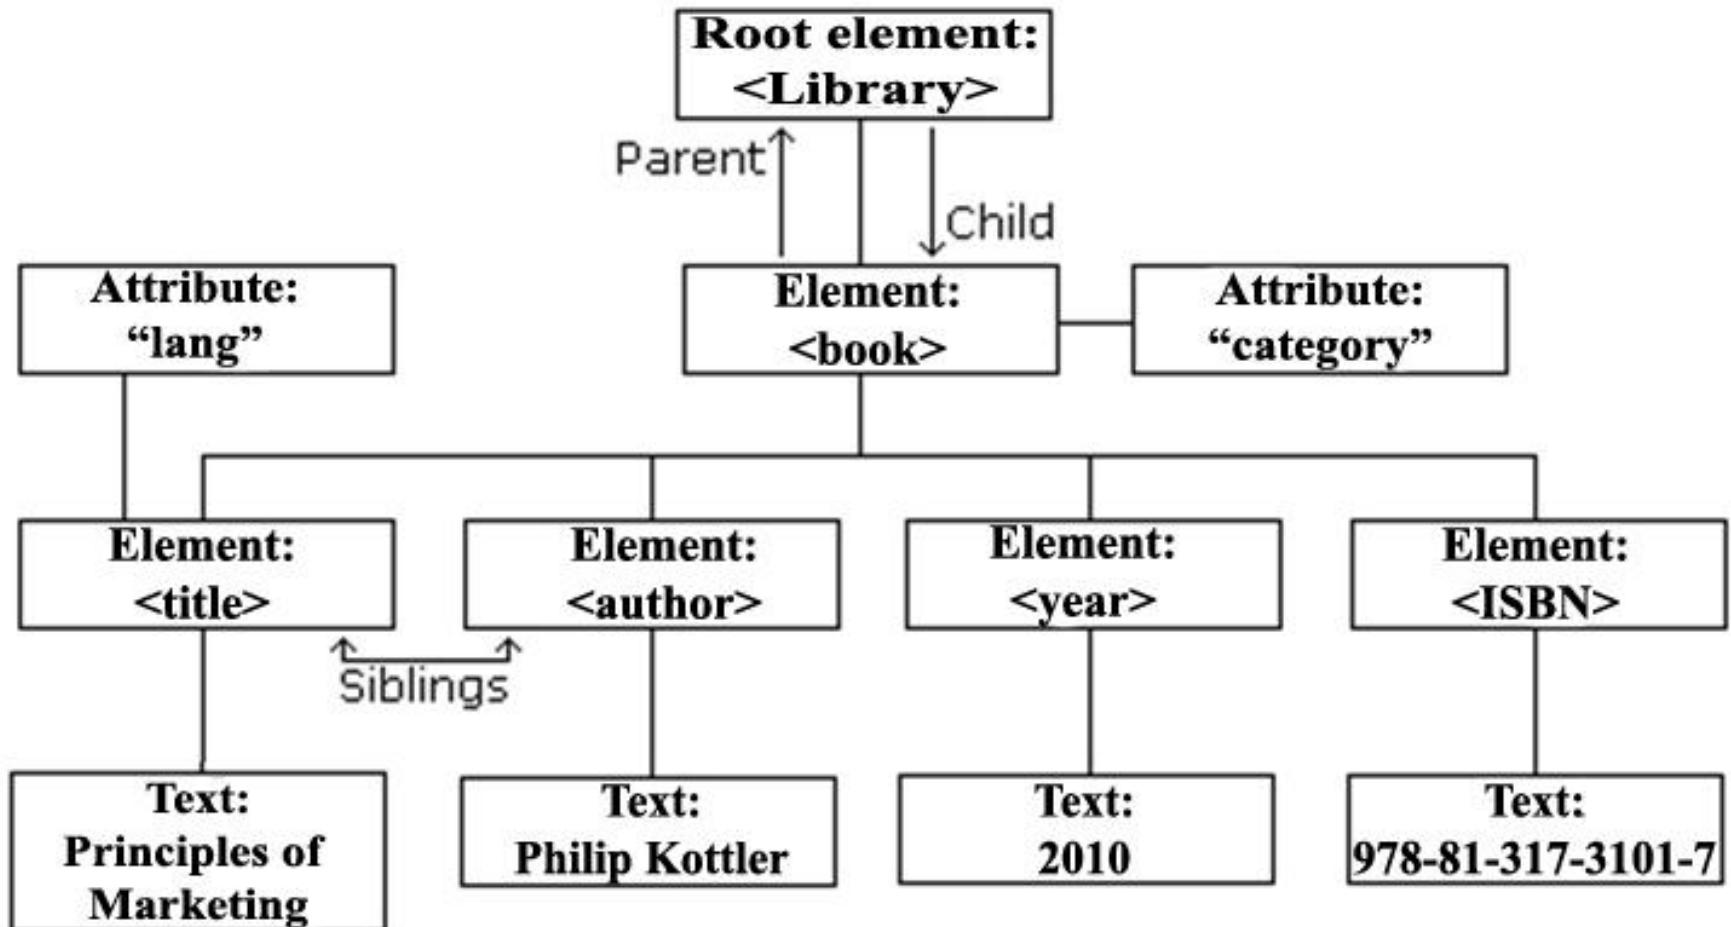 Root element:
<Library>
Parent
Child
Attribute:
“lang”
Element:
<book>
Attribute:
“category”
Element:
<title>
Element:
<author>
Element:
<year>
Element:
<ISBN>
Siblings
Text:
Principles of
Marketing
Text:
Philip Kottler
Text:
2010
Text:
978-81-317-3101-7